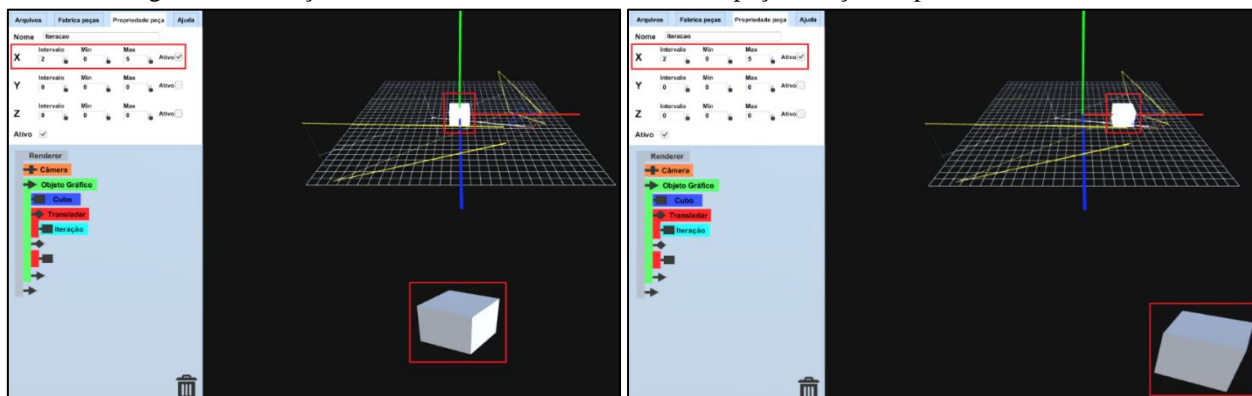 Arquivos Fabrica peças Propriedade peça Ajuda
Nome Iteracao
Intervalo Min Max
X 2 0 5 Ativo
Intervalo Min Max
Y 0 0 0 Ativo
Intervalo Min Max
Z 0 0 0 Ativo
Ativo
Renderer
Câmera
Objeto Gráfico
Cubo
Transladar
Iteração
Arquivos Fabrica peças Propriedade peça Ajuda
Nome Iteracao
Intervalo Min Max
X 2 0 5 Ativo
Intervalo Min Max
Y 0 0 0 Ativo
Intervalo Min Max
Z 0 0 0 Ativo
Ativo
Renderer
Câmera
Objeto Gráfico
Cubo
Transladar
Iteração